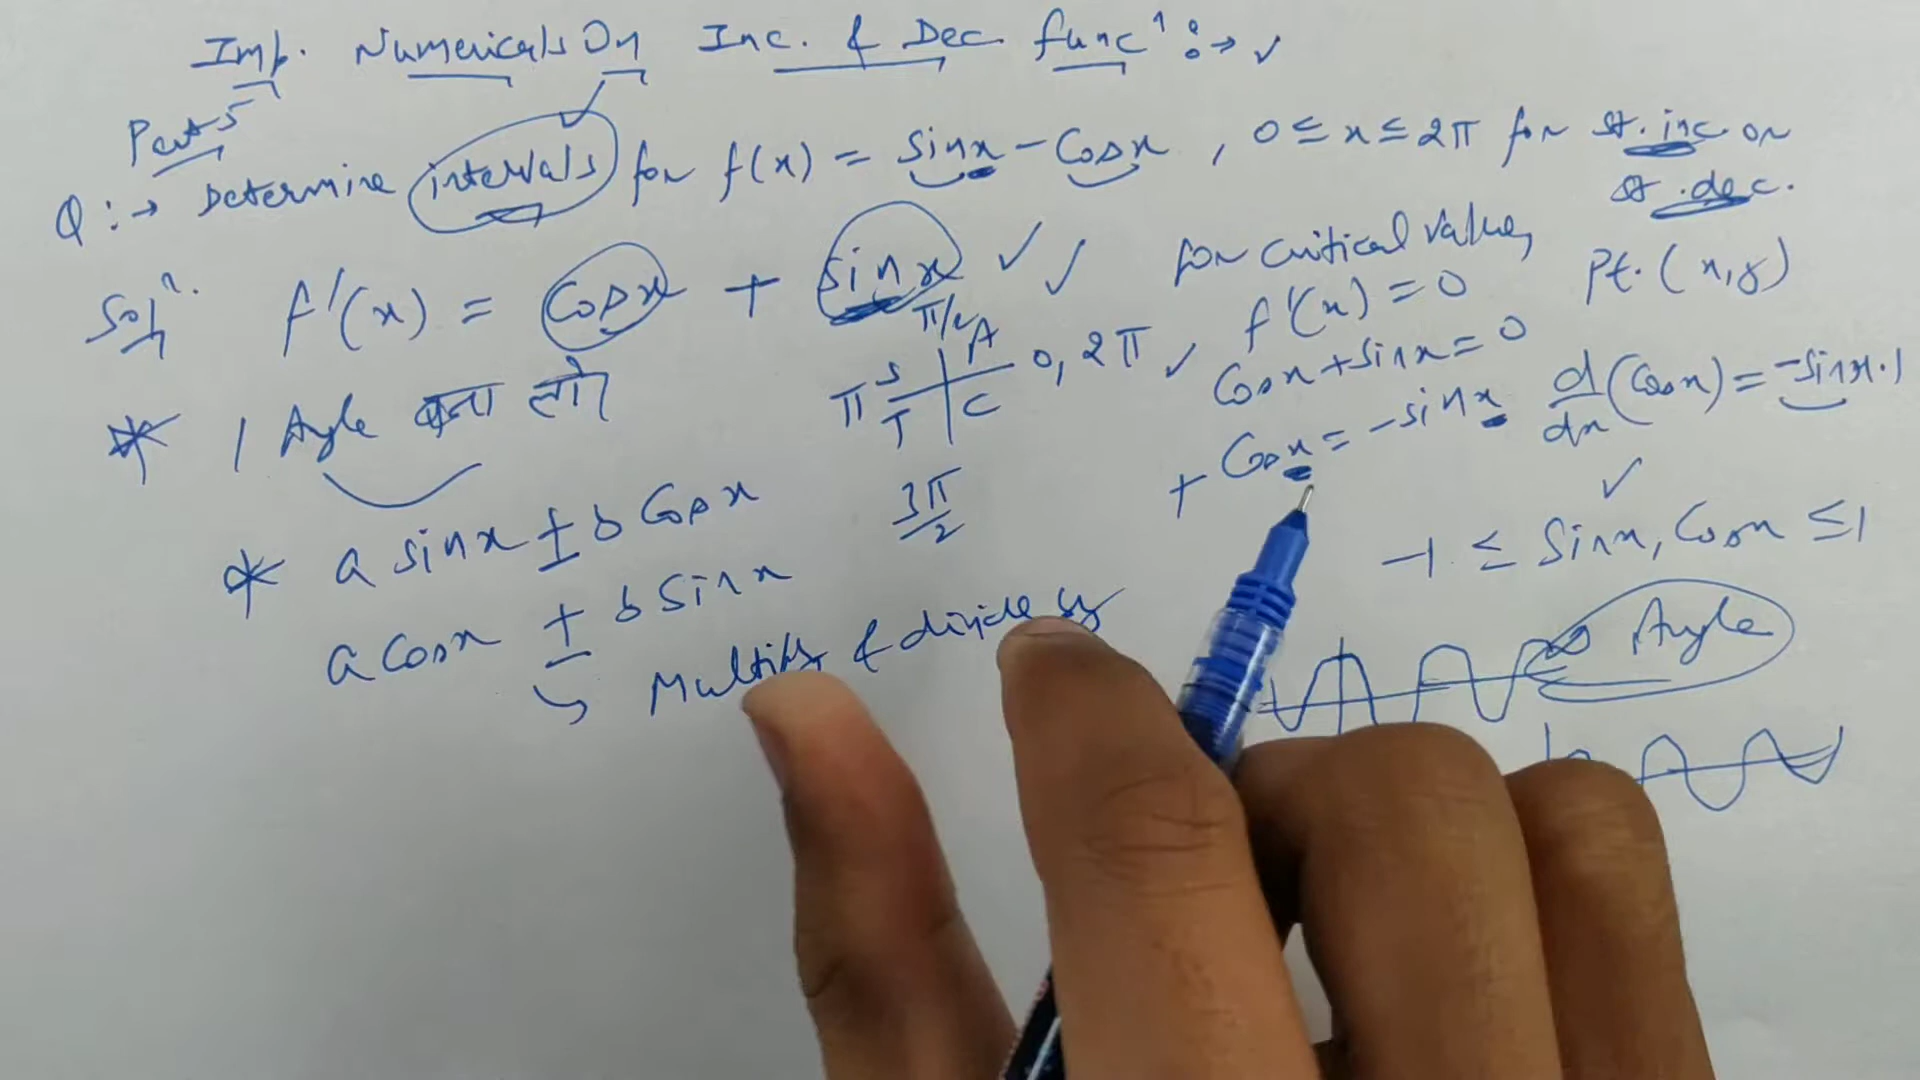 Imp. Numericals On Inc. & Dec. funcⁿ :→ ✓
Part 5
Q :→ Determine intervals for f(x) = sinx - Cosx , 0 ≤ x ≤ 2π for st. inc or
st. dec.
Solⁿ. f'(x) = Cosx + sinx ✓ ✓
for critical values
Pt. (x,y)
f'(x) = 0
Cosx + sinx = 0
+ Cosx = -sinx
d/dx (Cosx) = -sinx.1
π/2
S A
π 0, 2π ✓
T C
3π/2
* 1 Angle बना लो
* a sinx ± b Cosx
a Cosx ± b sinx
↳ Multiply & divide by
-1 ≤ Sinx, Cosx ≤ 1
Angle